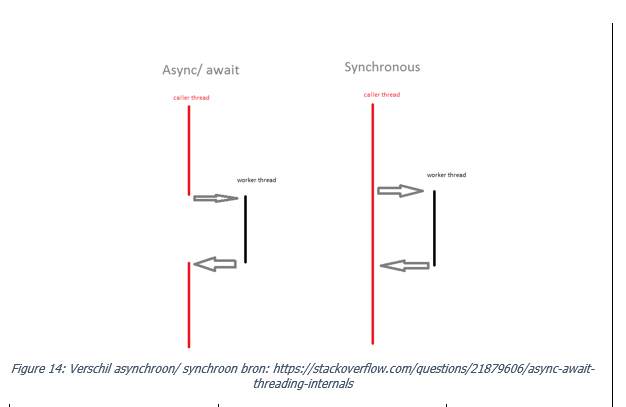 Async/ await
Synchronous
caller thread
caller thread
worker thread
worker thread
Figure 14: Verschil asynchroon/ synchroon bron: https://stackoverflow.com/questions/21879606/async-await-
threading-internals